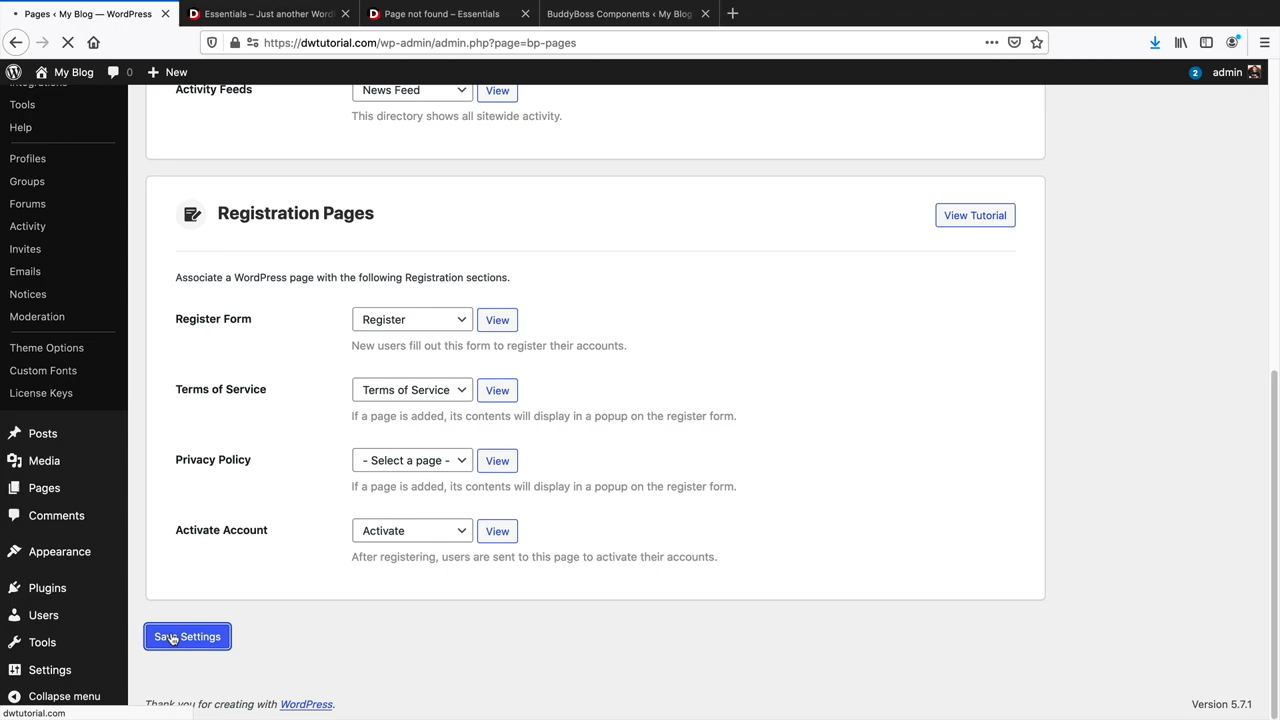 Pages ‹ My Blog — WordPress
Essentials – Just another Word
Page not found – Essentials
BuddyBoss Components ‹ My Blog
https://dwtutorial.com/wp-admin/admin.php?page=bp-pages
My Blog
0
New
2
admin
Integrations
Tools
Help
Profiles
Groups
Forums
Activity
Invites
Emails
Notices
Moderation
Theme Options
Custom Fonts
License Keys
Posts
Media
Pages
Comments
Appearance
Plugins
Users
Tools
Settings
Collapse menu
dwtutorial.com
Activity Feeds
News Feed
View
This directory shows all sitewide activity.
Registration Pages
View Tutorial
Associate a WordPress page with the following Registration sections.
Register Form
Register
View
New users fill out this form to register their accounts.
Terms of Service
Terms of Service
View
If a page is added, its contents will display in a popup on the register form.
Privacy Policy
- Select a page -
View
If a page is added, its contents will display in a popup on the register form.
Activate Account
Activate
View
After registering, users are sent to this page to activate their accounts.
Save Settings
Thank you for creating with WordPress.
Version 5.7.1